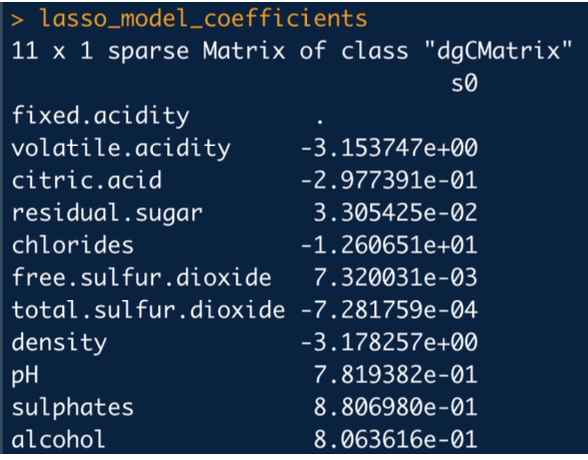 > lasso_model_coefficients
11 x 1 sparse Matrix of class "dgCMatrix"
s0
fixed.acidity .
volatile.acidity -3.153747e+00
citric.acid -2.977391e-01
residual.sugar 3.305425e-02
chlorides -1.260651e+01
free.sulfur.dioxide 7.320031e-03
total.sulfur.dioxide -7.281759e-04
density -3.178257e+00
pH 7.819382e-01
sulphates 8.806980e-01
alcohol 8.063616e-01